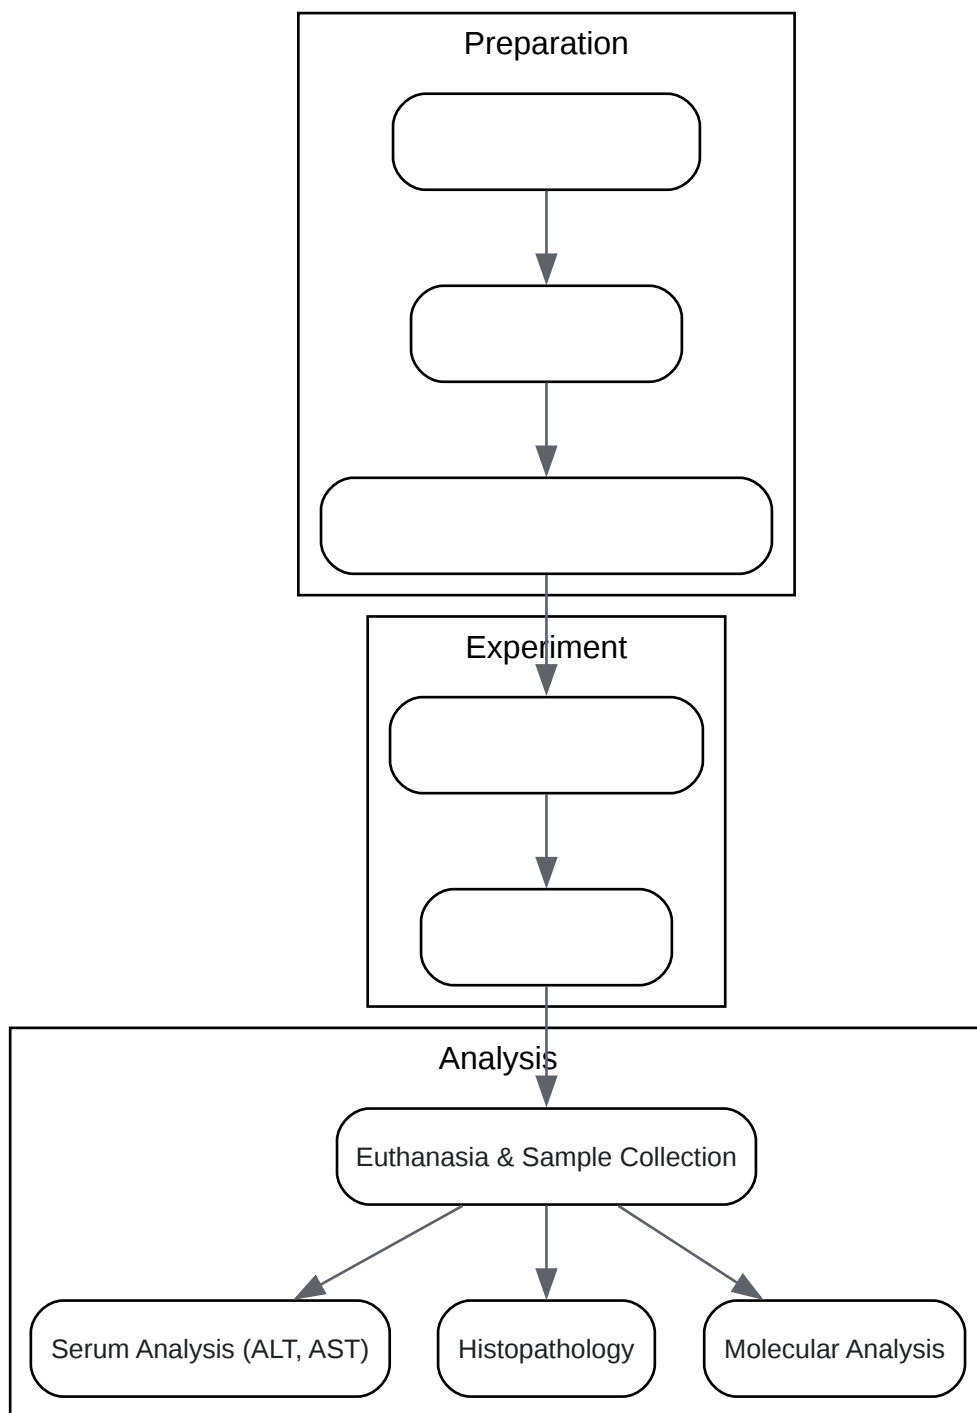 Preparation
Experiment
Analysis
Euthanasia & Sample Collection
Serum Analysis (ALT, AST)
Histopathology
Molecular Analysis